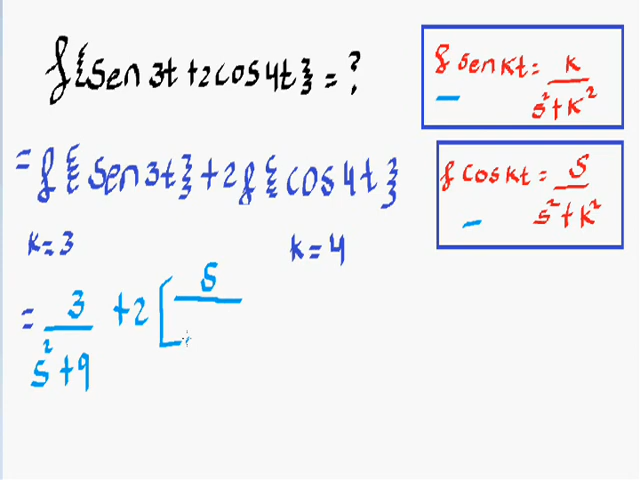 ℒ{sen 3t + 2cos 4t} = ?
ℒ sen kt = k / s² + k²
= ℒ{sen 3t} + 2ℒ{cos 4t}
ℒ cos kt = s / s² + k²
k = 3
k = 4
= 3 / s² + 9 + 2[ s /